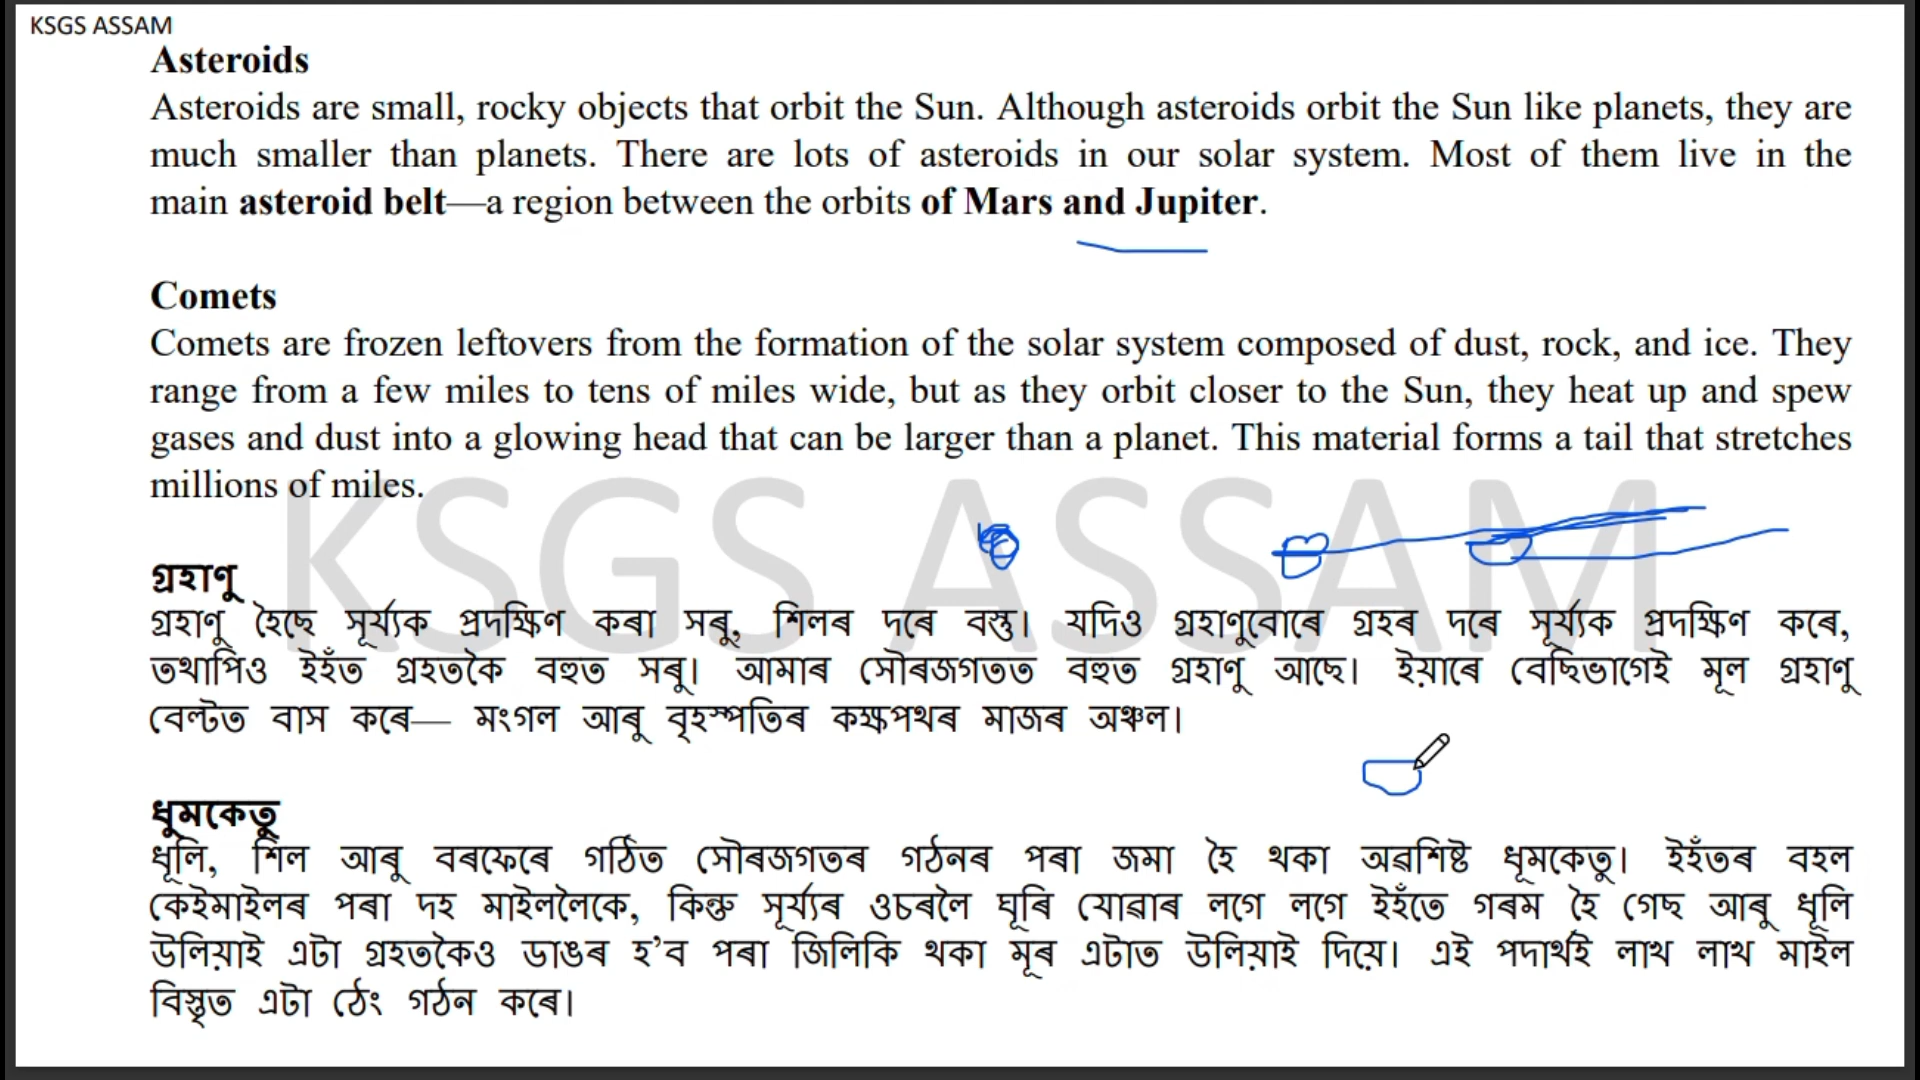 KSGS ASSAM
Asteroids
Asteroids are small, rocky objects that orbit the Sun. Although asteroids orbit the Sun like planets, they are
much smaller than planets. There are lots of asteroids in our solar system. Most of them live in the
main asteroid belt—a region between the orbits of Mars and Jupiter.
Comets
Comets are frozen leftovers from the formation of the solar system composed of dust, rock, and ice. They
range from a few miles to tens of miles wide, but as they orbit closer to the Sun, they heat up and spew
gases and dust into a glowing head that can be larger than a planet. This material forms a tail that stretches
millions of miles.
KSGS ASSAM
গ্ৰহাণু
গ্ৰহাণু হৈছে সূৰ্য্যক প্ৰদক্ষিণ কৰা সৰু, শিলৰ দৰে বস্তু। যদিও গ্ৰহাণুবোৰে গ্ৰহৰ দৰে সূৰ্য্যক প্ৰদক্ষিণ কৰে,
তথাপিও ইহঁত গ্ৰহতকৈ বহুত সৰু। আমাৰ সৌৰজগতত বহুত গ্ৰহাণু আছে। ইয়াৰে বেছিভাগেই মূল গ্ৰহাণু
বেল্টত বাস কৰে— মংগল আৰু বৃহস্পতিৰ কক্ষপথৰ মাজৰ অঞ্চল।
ধুমকেতু
ধূলি, শিল আৰু বৰফেৰে গঠিত সৌৰজগতৰ গঠনৰ পৰা জমা হৈ থকা অৱশিষ্ট ধূমকেতু। ইহঁতৰ বহল
কেইমাইলৰ পৰা দহ মাইললৈকে, কিন্তু সূৰ্য্যৰ ওচৰলৈ ঘূৰি যোৱাৰ লগে লগে ইহঁতে গৰম হৈ গেছ আৰু ধূলি
উলিয়াই এটা গ্ৰহতকৈও ডাঙৰ হ’ব পৰা জিলিকি থকা মূৰ এটাত উলিয়াই দিয়ে। এই পদাৰ্থই লাখ লাখ মাইল
বিস্তৃত এটা ঠেং গঠন কৰে।